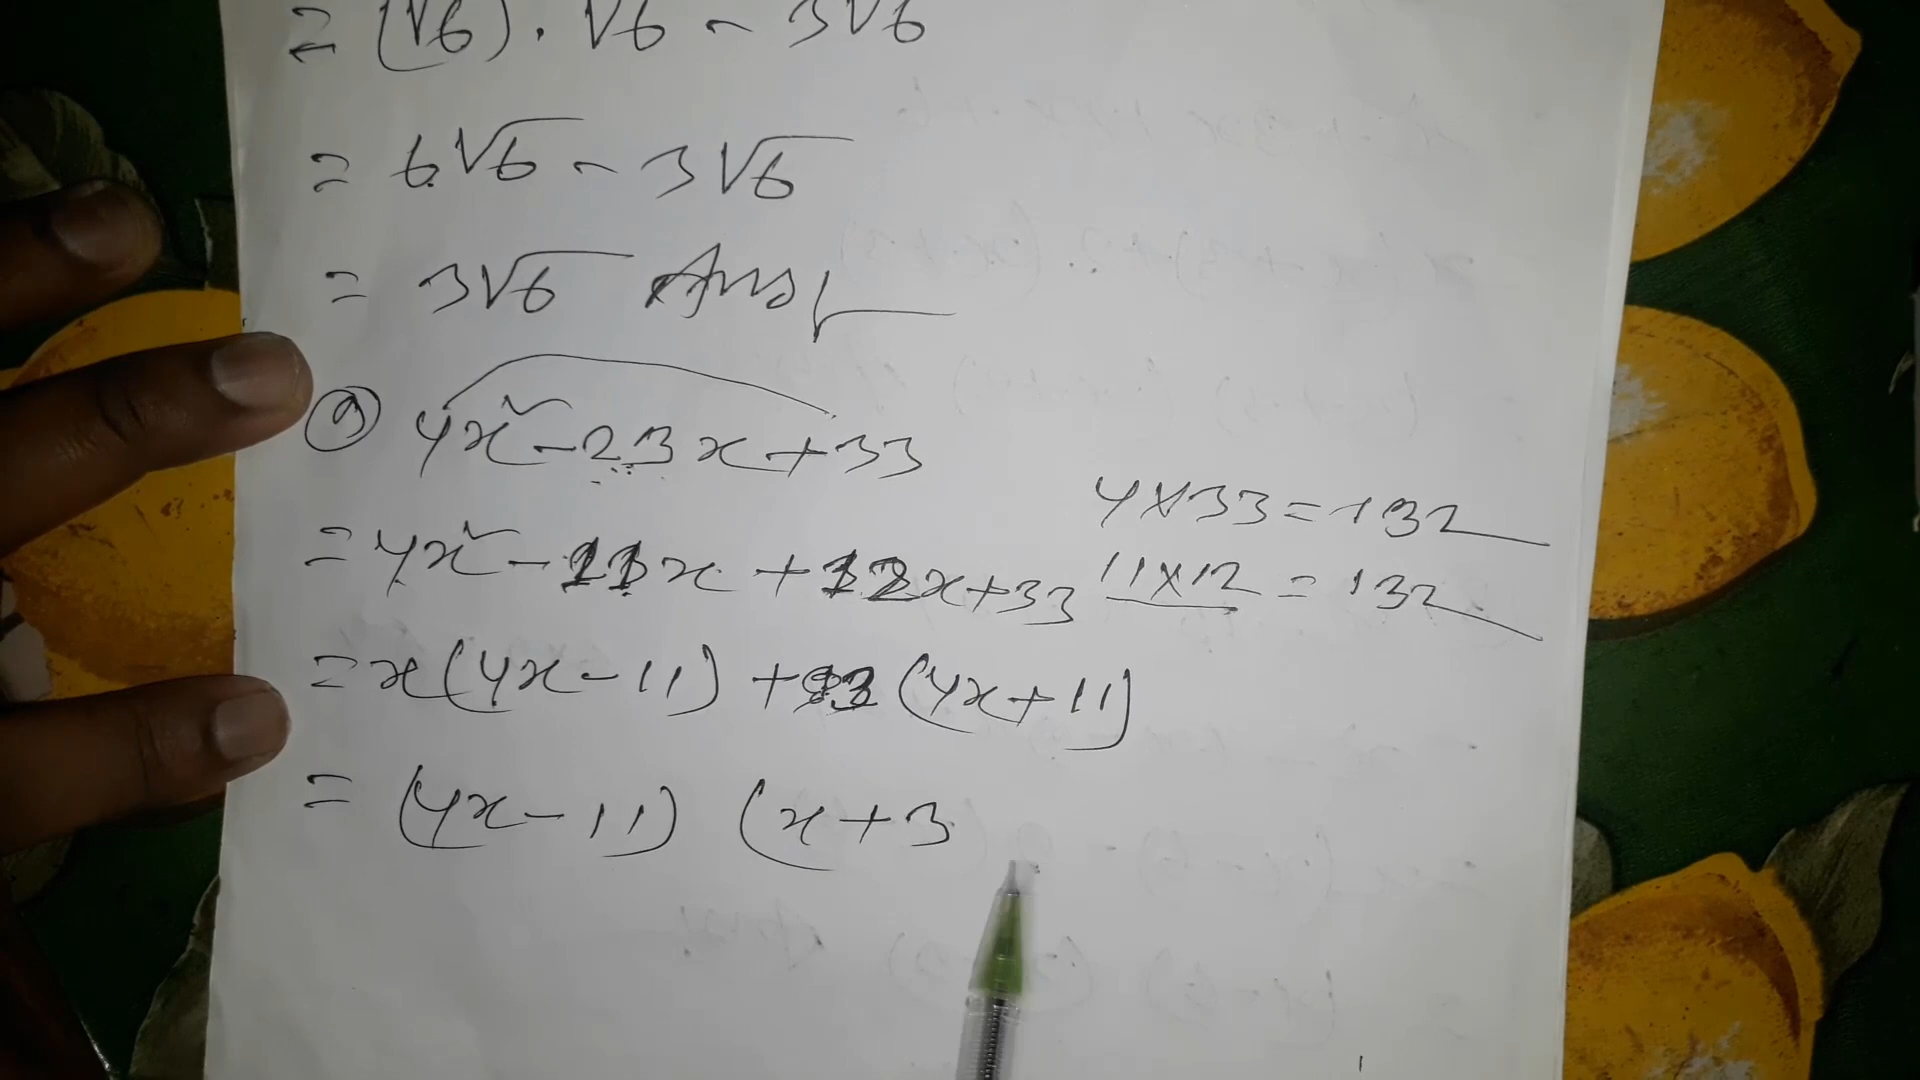 = (√6). √6 - 3√6
= 6√6 - 3√6
= 3√6 Ans
4x² - 23x + 33
= 4x² - 11x + 12x + 33
4×33 = 132
11×12 = 132
= x(4x - 11) + 3 (4x + 11)
= (4x - 11) (x + 3